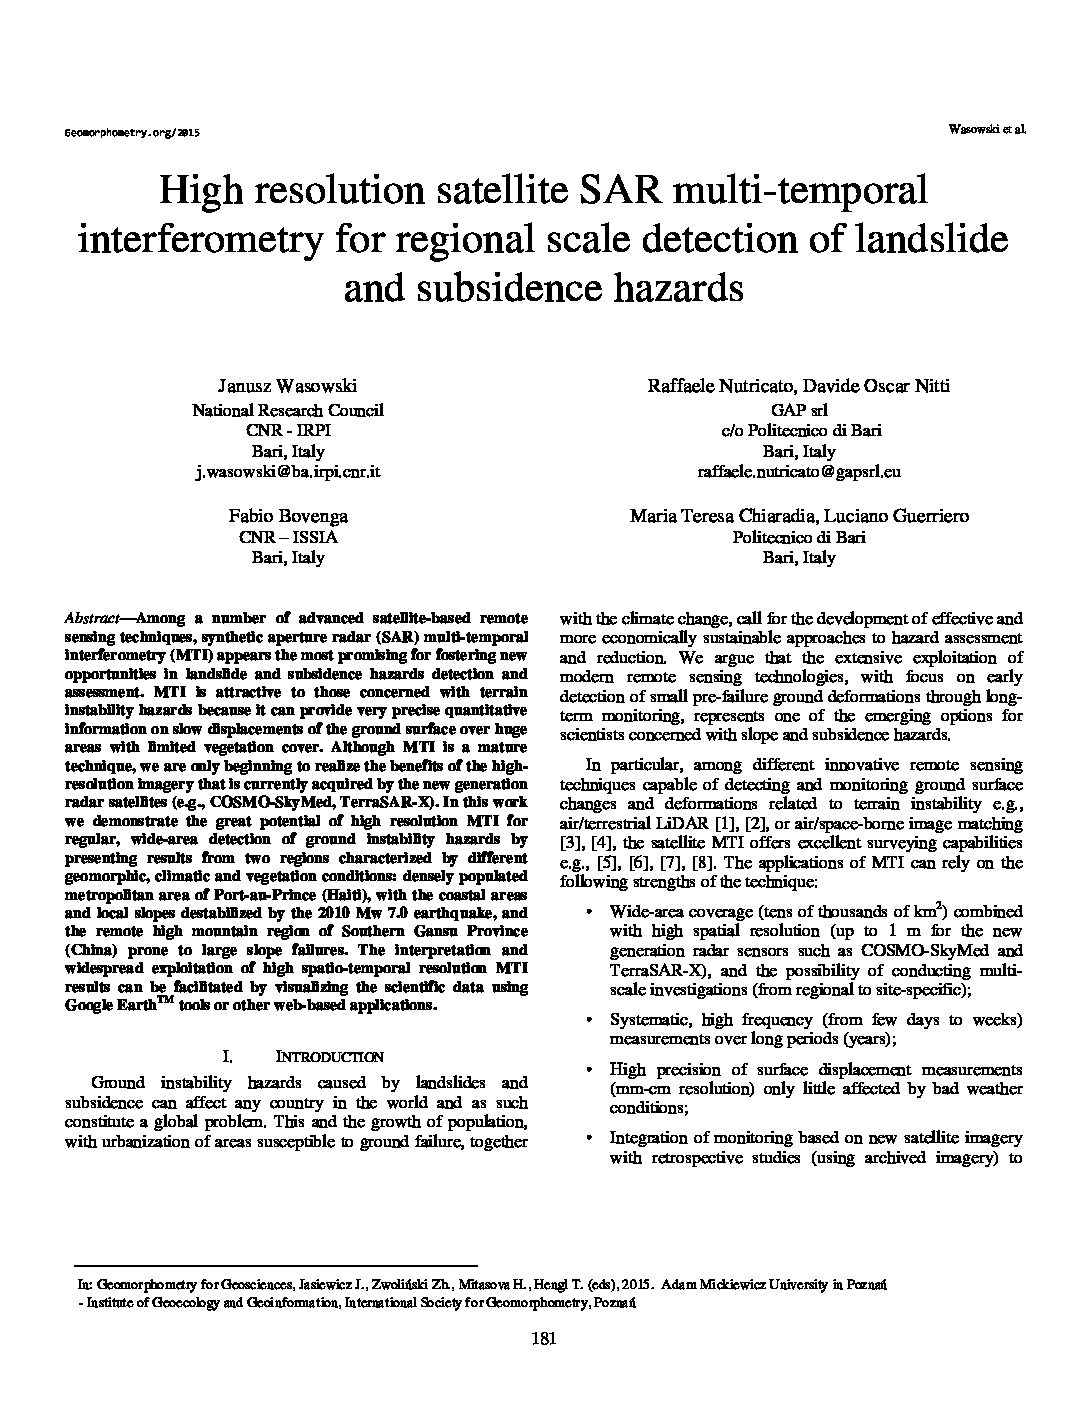 Geomorphometry.org/2015
Wasowski et al.
High resolution satellite SAR multi-temporal
interferometry for regional scale detection of landslide
and subsidence hazards
Janusz Wasowski
National Research Council
CNR - IRPI
Bari, Italy
j.wasowski@ba.irpi.cnr.it
Raffaele Nutricato, Davide Oscar Nitti
GAP srl
c/o Politecnico di Bari
Bari, Italy
raffaele.nutricato@gapsrl.eu
Fabio Bovenga
CNR – ISSIA
Bari, Italy
Maria Teresa Chiaradia, Luciano Guerriero
Politecnico di Bari
Bari, Italy
Abstract—Among a number of advanced satellite-based remote
sensing techniques, synthetic aperture radar (SAR) multi-temporal
interferometry (MTI) appears the most promising for fostering new
opportunities in landslide and subsidence hazards detection and
assessment. MTI is attractive to those concerned with terrain
instability hazards because it can provide very precise quantitative
information on slow displacements of the ground surface over huge
areas with limited vegetation cover. Although MTI is a mature
technique, we are only beginning to realize the benefits of the high-
resolution imagery that is currently acquired by the new generation
radar satellites (e.g., COSMO-SkyMed, TerraSAR-X). In this work
we demonstrate the great potential of high resolution MTI for
regular, wide-area detection of ground instability hazards by
presenting results from two regions characterized by different
geomorphic, climatic and vegetation conditions: densely populated
metropolitan area of Port-au-Prince (Haiti), with the coastal areas
and local slopes destabilized by the 2010 Mw 7.0 earthquake, and
the remote high mountain region of Southern Gansu Province
(China) prone to large slope failures. The interpretation and
widespread exploitation of high spatio-temporal resolution MTI
results can be facilitated by visualizing the scientific data using
Google Earth™ tools or other web-based applications.
I. INTRODUCTION
Ground instability hazards caused by landslides and
subsidence can affect any country in the world and as such
constitute a global problem. This and the growth of population,
with urbanization of areas susceptible to ground failure, together
with the climate change, call for the development of effective and
more economically sustainable approaches to hazard assessment
and reduction. We argue that the extensive exploitation of
modern remote sensing technologies, with focus on early
detection of small pre-failure ground deformations through long-
term monitoring, represents one of the emerging options for
scientists concerned with slope and subsidence hazards.
In particular, among different innovative remote sensing
techniques capable of detecting and monitoring ground surface
changes and deformations related to terrain instability e.g.,
air/terrestrial LiDAR [1], [2], or air/space-borne image matching
[3], [4], the satellite MTI offers excellent surveying capabilities
e.g., [5], [6], [7], [8]. The applications of MTI can rely on the
following strengths of the technique:
• Wide-area coverage (tens of thousands of km²) combined
with high spatial resolution (up to 1 m for the new
generation radar sensors such as COSMO-SkyMed and
TerraSAR-X), and the possibility of conducting multi-
scale investigations (from regional to site-specific);
• Systematic, high frequency (from few days to weeks)
measurements over long periods (years);
• High precision of surface displacement measurements
(mm-cm resolution) only little affected by bad weather
conditions;
• Integration of monitoring based on new satellite imagery
with retrospective studies (using archived imagery) to
In: Geomorphometry for Geosciences, Jasiewicz J., Zwoliński Zb., Mitasova H., Hengl T. (eds), 2015. Adam Mickiewicz University in Poznań
- Institute of Geoecology and Geoinformation, International Society for Geomorphometry, Poznań
181